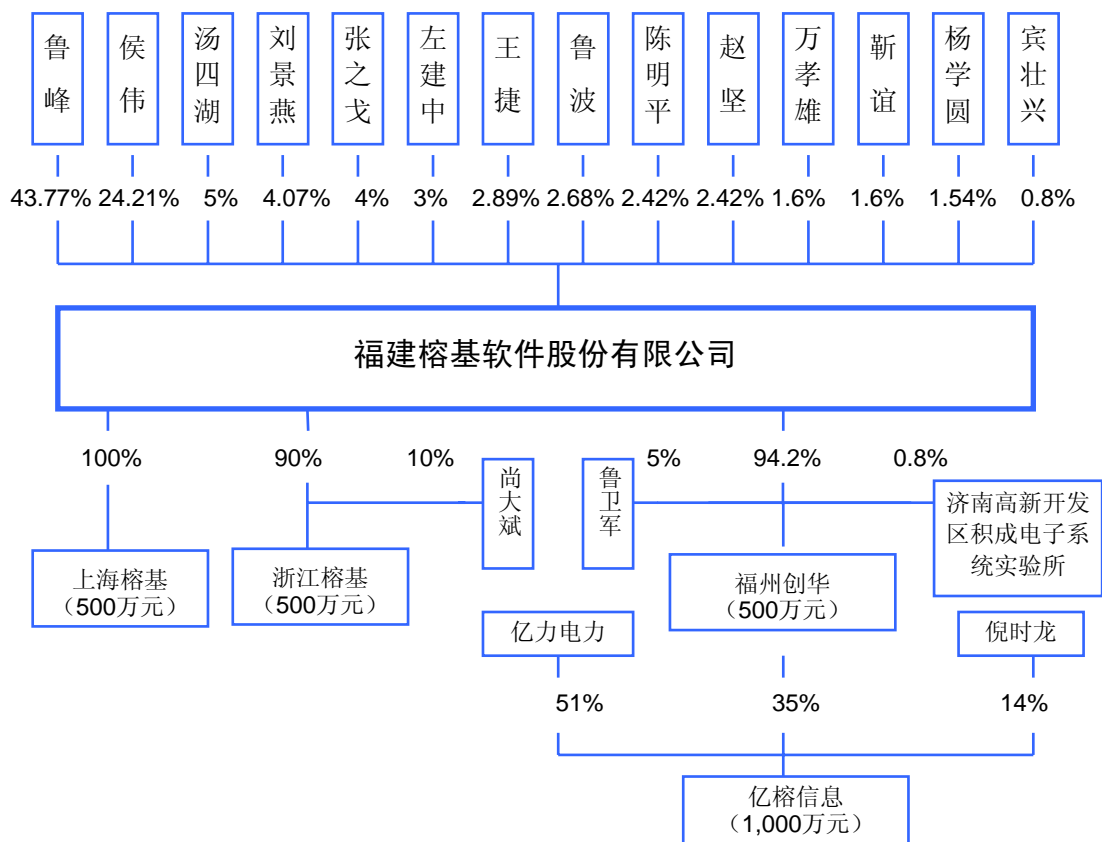 鲁峰
侯伟
汤四湖
刘景燕
张之戈
左建中
王捷
鲁波
陈明平
赵坚
万孝雄
靳谊
杨学圆
宾壮兴
43.77% 24.21% 5% 4.07% 4% 3% 2.89% 2.68% 2.42% 2.42% 1.6% 1.6% 1.54% 0.8%
福建榕基软件股份有限公司
100% 90% 10% 5% 94.2% 0.8%
尚大斌
鲁卫军
济南高新开发
区积成电子系
统实验所
上海榕基
（500万元）
浙江榕基
（500万元）
福州创华
（500万元）
亿力电力
倪时龙
51% 35% 14%
亿榕信息
（1,000万元）